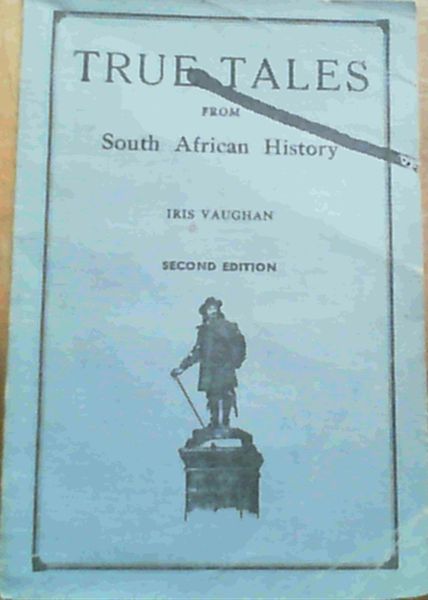 TRUE TALES
FROM
South African History
IRIS VAUGHAN
SECOND EDITION